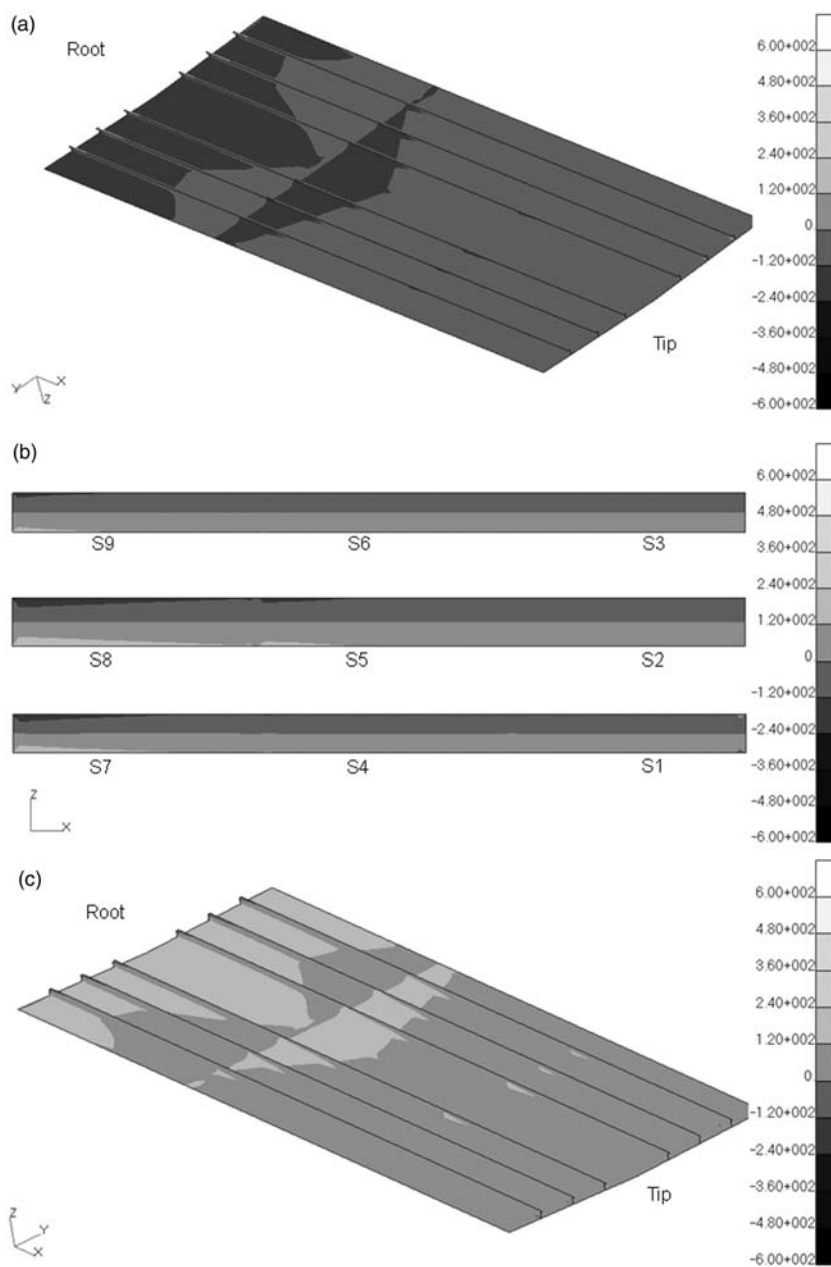 (a)
Root
6.00+002
4.80+002
3.60+002
2.40+002
1.20+002
0
-1.20+002
-2.40+002
-3.60+002
-4.80+002
-6.00+002
Tip
Y X
Z
(b)
6.00+002
4.80+002
3.60+002
2.40+002
1.20+002
0
-1.20+002
-2.40+002
-3.60+002
-4.80+002
-6.00+002
S9 S6 S3
S8 S5 S2
S7 S4 S1
Z
X
(c)
Root
6.00+002
4.80+002
3.60+002
2.40+002
1.20+002
0
-1.20+002
-2.40+002
-3.60+002
-4.80+002
-6.00+002
Tip
Z Y
X